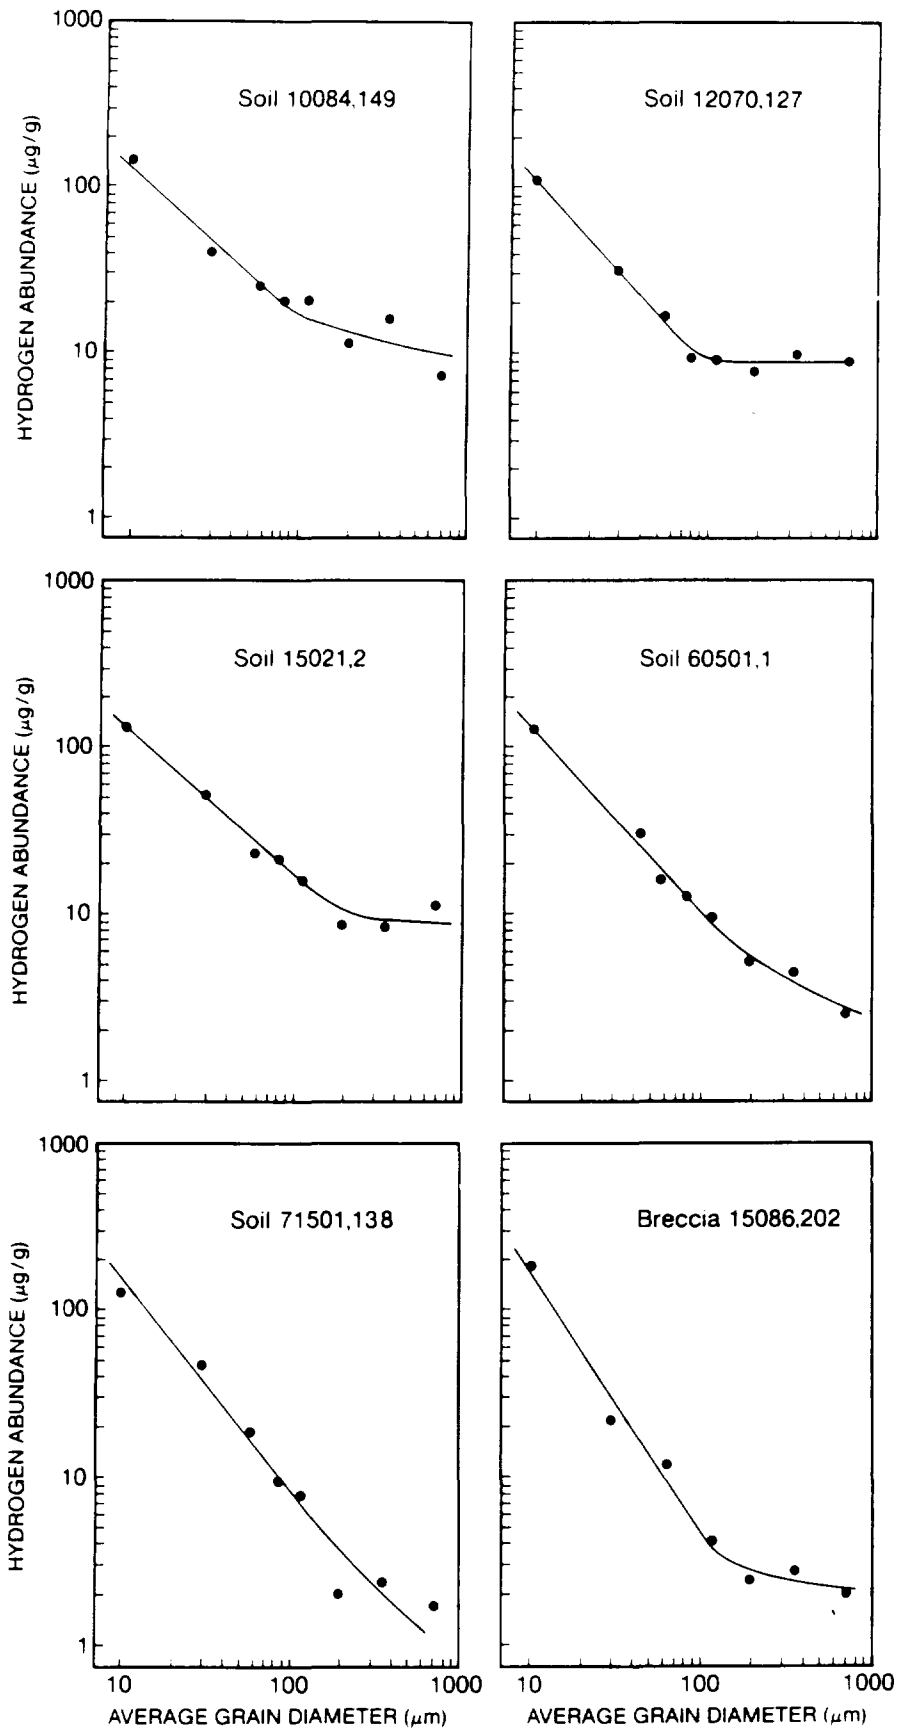 1000
100
10
1
HYDROGEN ABUNDANCE (μg/g)
Soil 10084,149
Soil 12070,127
1000
100
10
1
HYDROGEN ABUNDANCE (μg/g)
Soil 15021,2
Soil 60501,1
1000
100
10
1
HYDROGEN ABUNDANCE (μg/g)
Soil 71501,138
Breccia 15086,202
10 100 1000
10 100 1000
AVERAGE GRAIN DIAMETER (μm)
AVERAGE GRAIN DIAMETER (μm)